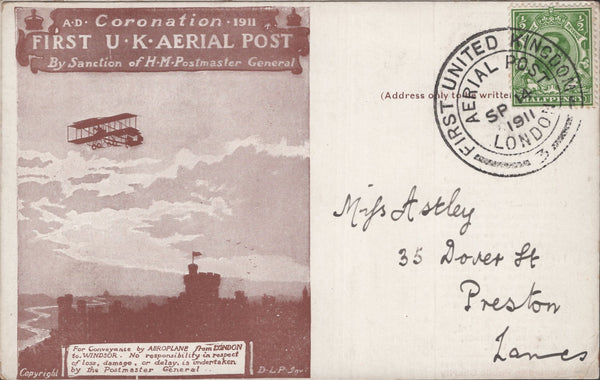 A·D· Coronation · 1911
FIRST U·K·AERIAL POST
By Sanction of H·M·Postmaster General
For Conveyance by AEROPLANE from LONDON
to WINDSOR · No responsibility in respect
of loss, damage, or delay, is undertaken
by the Postmaster General
Copyright
D·L·P·Inv
(Address only to be written
FIRST UNITED KINGDOM
AERIAL POST
SP 14
1911
LONDON
3
HALFPENNY
Miss Astley
35 Dover St
Preston
Lancs